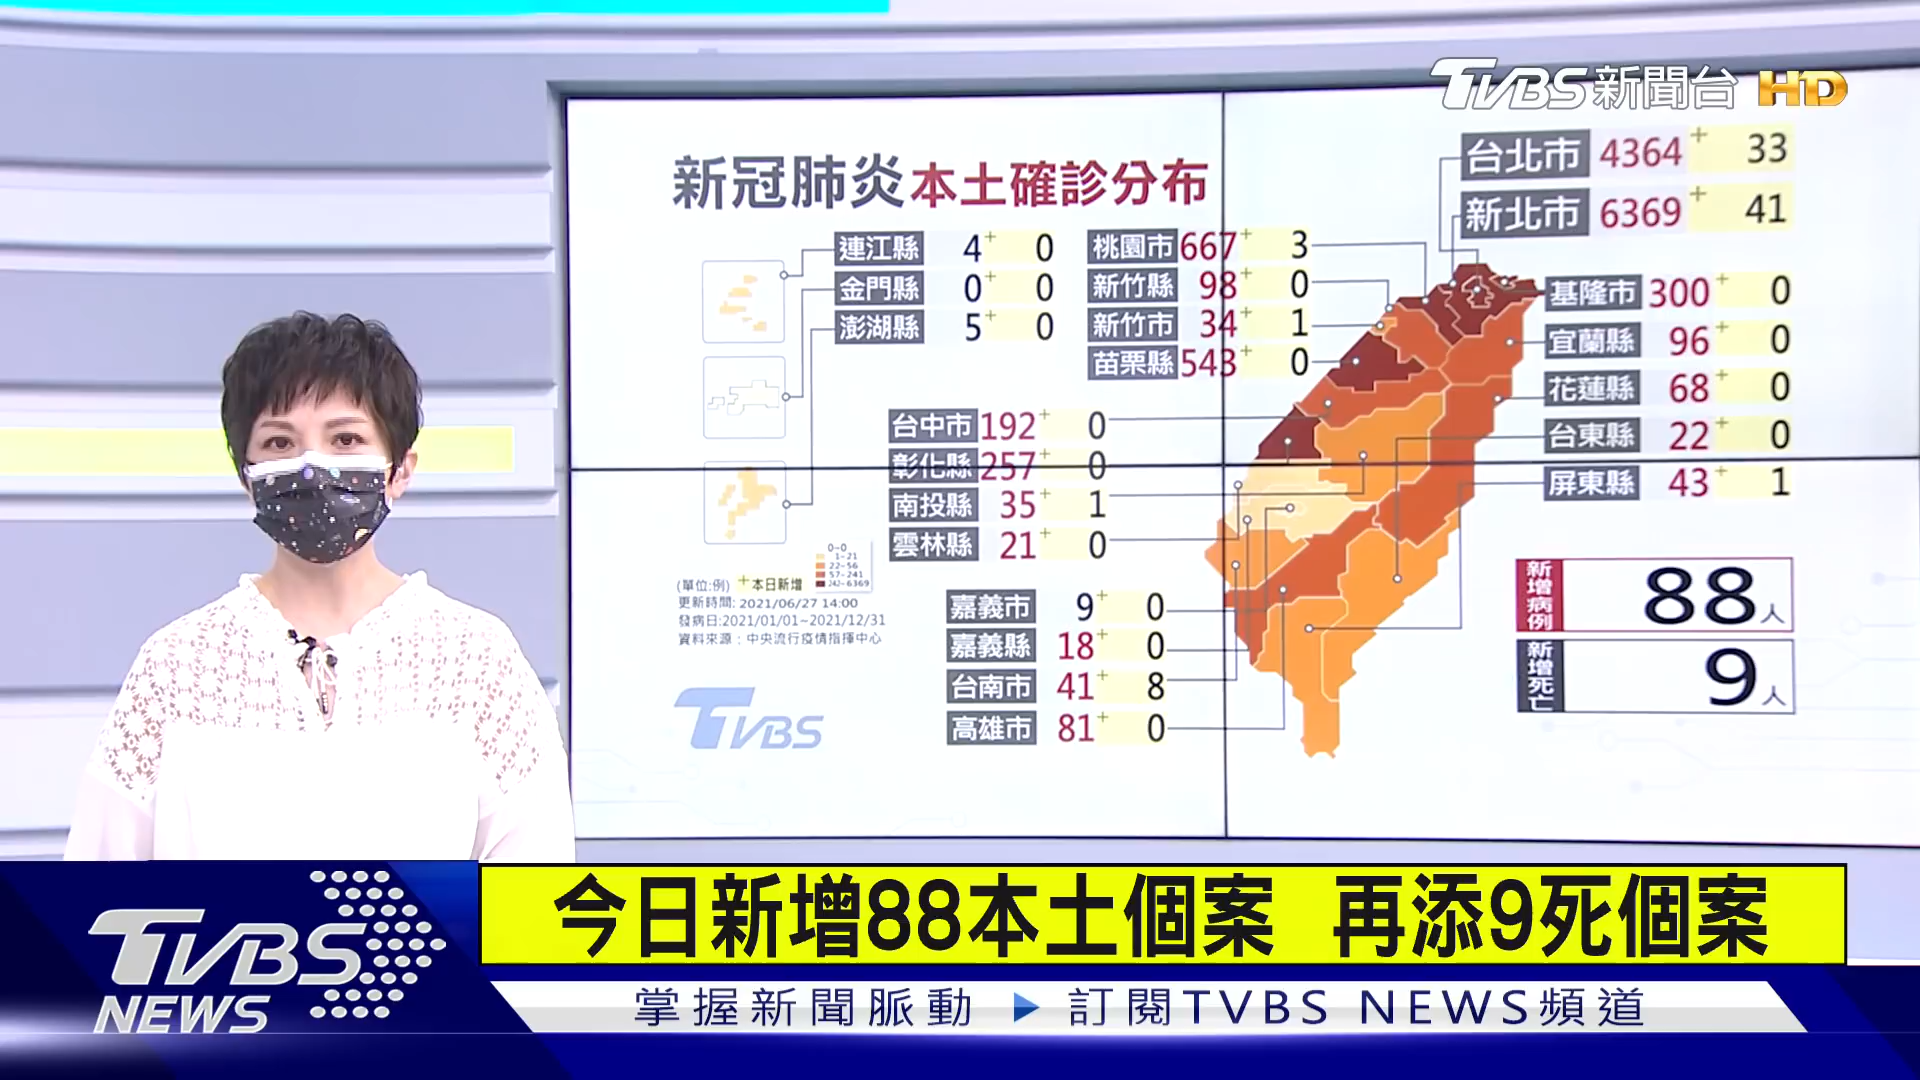 TVBS新聞台 HD
新冠肺炎本土確診分布
台北市 4364 + 33
新北市 6369 + 41
連江縣 4 + 0
金門縣 0 + 0
澎湖縣 5 + 0
桃園市 667 + 3
新竹縣 98 + 0
新竹市 34 + 1
苗栗縣 543 + 0
基隆市 300 + 0
宜蘭縣 96 + 0
花蓮縣 68 + 0
台東縣 22 + 0
屏東縣 43 + 1
台中市 192 + 0
彰化縣 257 + 0
南投縣 35 + 1
雲林縣 21 + 0
嘉義市 9 + 0
嘉義縣 18 + 0
台南市 41 + 8
高雄市 81 + 0
0~0
1~21
22~56
57~241
242~6369
(單位:例) +本日新增
更新時間: 2021/06/27 14:00
發病日:2021/01/01~2021/12/31
資料來源：中央流行疫情指揮中心
TVBS
新增病例 88人
新增死亡 9人
今日新增88本土個案 再添9死個案
TVBS
NEWS
掌握新聞脈動 ▶ 訂閱TVBS NEWS頻道